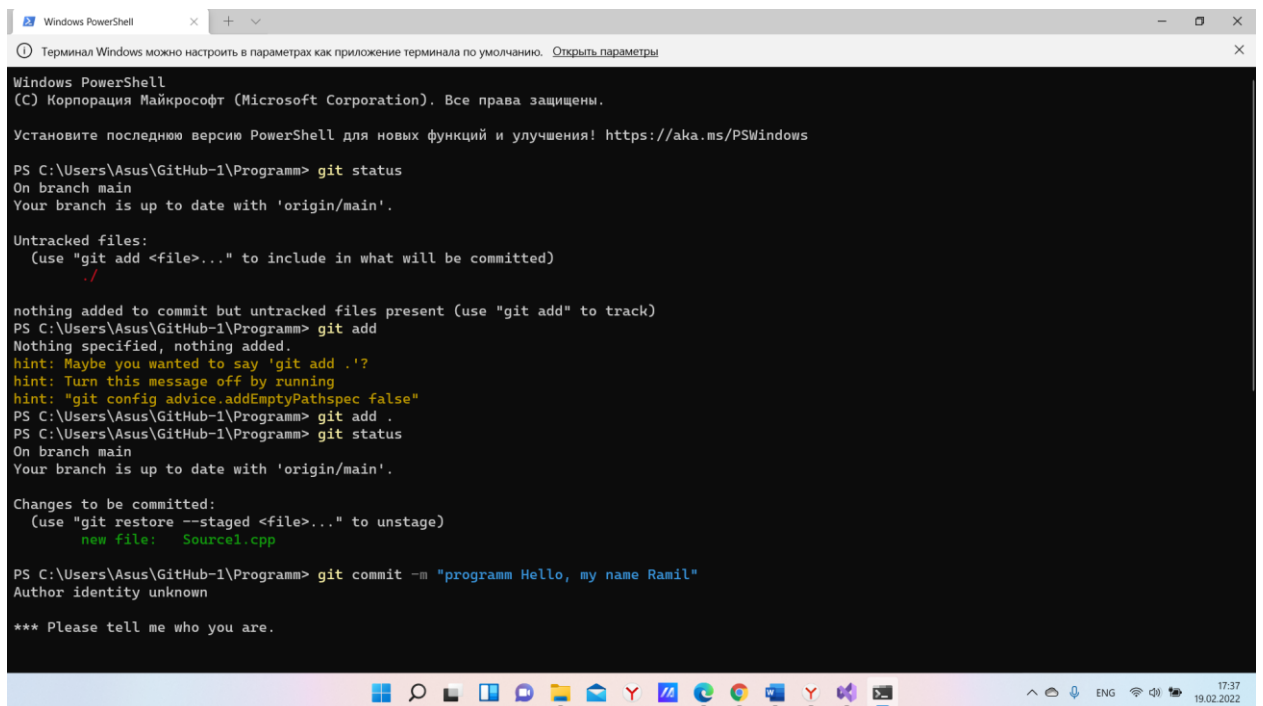 Windows PowerShell
Терминал Windows можно настроить в параметрах как приложение терминала по умолчанию. Открыть параметры
Windows PowerShell
(C) Корпорация Майкрософт (Microsoft Corporation). Все права защищены.
Установите последнюю версию PowerShell для новых функций и улучшения! https://aka.ms/PSWindows
PS C:\Users\Asus\GitHub-1\Programm> git status
On branch main
Your branch is up to date with 'origin/main'.
Untracked files:
(use "git add <file>..." to include in what will be committed)
./
nothing added to commit but untracked files present (use "git add" to track)
PS C:\Users\Asus\GitHub-1\Programm> git add
Nothing specified, nothing added.
hint: Maybe you wanted to say 'git add .'?
hint: Turn this message off by running
hint: "git config advice.addEmptyPathspec false"
PS C:\Users\Asus\GitHub-1\Programm> git add .
PS C:\Users\Asus\GitHub-1\Programm> git status
On branch main
Your branch is up to date with 'origin/main'.
Changes to be committed:
(use "git restore --staged <file>..." to unstage)
new file:   Source1.cpp
PS C:\Users\Asus\GitHub-1\Programm> git commit -m "programm Hello, my name Ramil"
Author identity unknown
*** Please tell me who you are.
ENG
17:37
19.02.2022